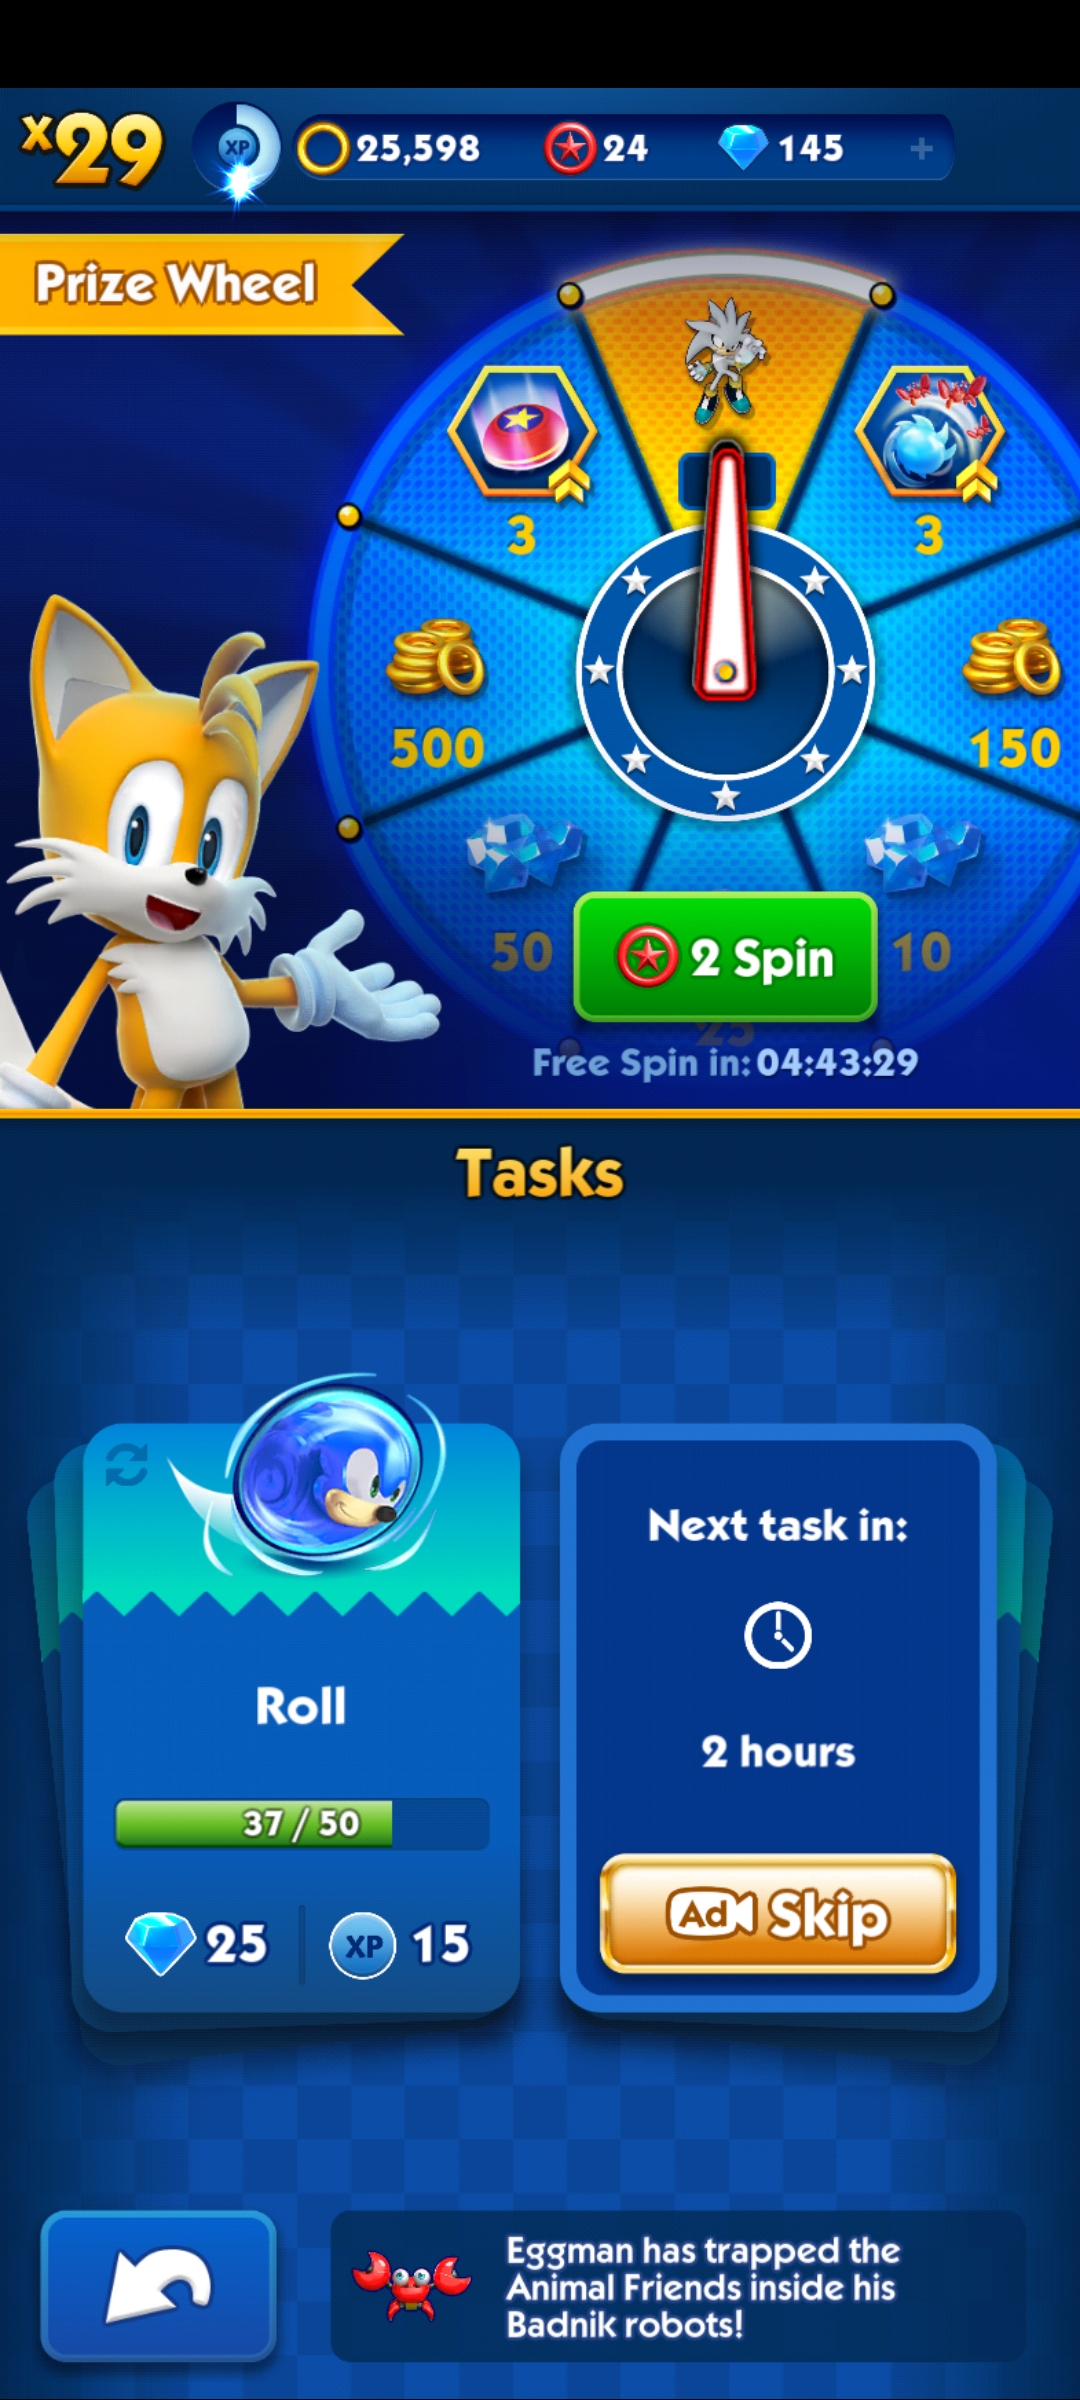 x29
XP
25,598
24
145
Prize Wheel
3
3
500
150
50
10
2 Spin
25
Free Spin in: 04:43:29
Tasks
Roll
37 / 50
25
XP 15
Next task in:
2 hours
Ad Skip
Eggman has trapped the
Animal Friends inside his
Badnik robots!